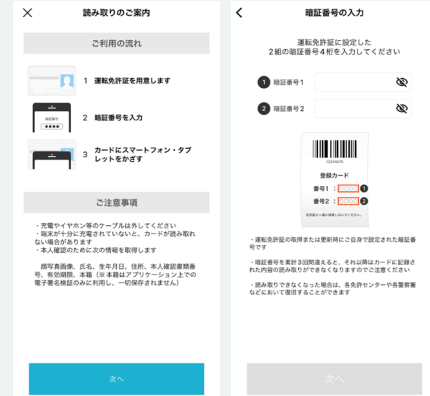 読み取りのご案内
ご利用の流れ
1 運転免許証を用意します
暗証番号
2 暗証番号を入力
3 カードにスマートフォン・タブ
レットをかざす
ご注意事項
・充電やイヤホン等のケーブルは外してください
・端末が十分に充電されていないと、カードが読み取れ
ない場合があります
・本人確認のために次の情報を取得します
顔写真画像、氏名、生年月日、住所、本人確認書類番
号、有効期限、本籍（※本籍はアプリケーション上での
電子署名検証のみに利用し、一切保存されません）
次へ
暗証番号の入力
運転免許証に設定した
2組の暗証番号4桁を入力してください
1 暗証番号1
2 暗証番号2
登録カード
番号1 : 1
番号2 : 2
・運転免許証の取得または更新時にご自身で設定された暗証番
号です
・暗証番号を累計3回間違えると、それ以降はカードに記録さ
れた内容の読み取りができなくなりますのでご注意ください
・読み取りできなくなった場合は、各免許センターや各警察署
などにおいて復旧することができます
次へ